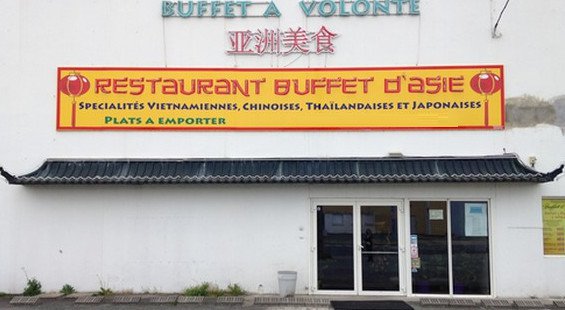 BUFFET A VOLONTE
亚洲美食
RESTAURANT BUFFET D'ASIE
SPECIALITÉS VIETNAMIENNES, CHINOISES, THAÏLANDAISES ET JAPONAISES
PLATS A EMPORTER